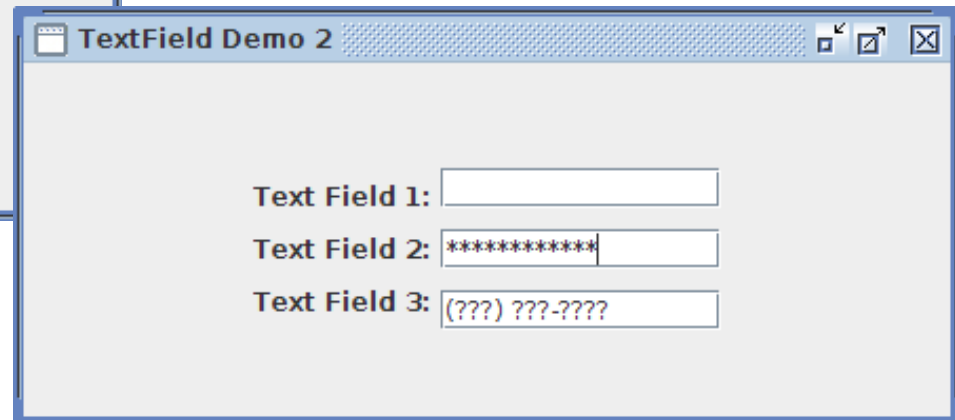 TextField Demo 2
Text Field 1:
Text Field 2: ************
Text Field 3: (???) ???-????